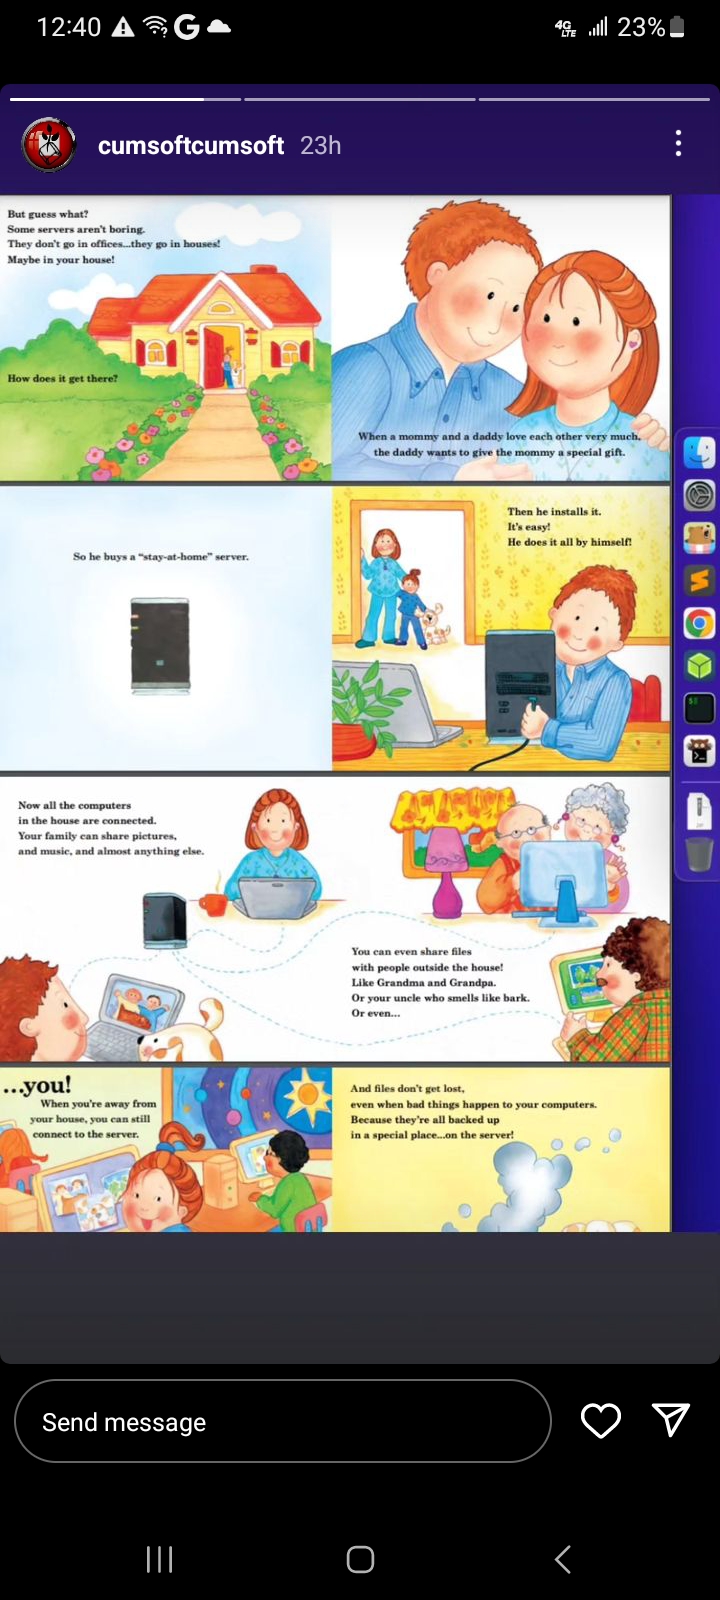 12:40
4G LTE
23%
cumsoftcumsoft 23h
But guess what?
Some servers aren't boring.
They don't go in offices...they go in houses!
Maybe in your house!
How does it get there?
When a mommy and a daddy love each other very much,
the daddy wants to give the mommy a special gift.
So he buys a “stay-at-home” server.
Then he installs it.
It's easy!
He does it all by himself!
Now all the computers
in the house are connected.
Your family can share pictures,
and music, and almost anything else.
You can even share files
with people outside the house!
Like Grandma and Grandpa.
Or your uncle who smells like bark.
Or even...
...you!
When you're away from
your house, you can still
connect to the server.
And files don't get lost,
even when bad things happen to your computers.
Because they're all backed up
in a special place...on the server!
Send message